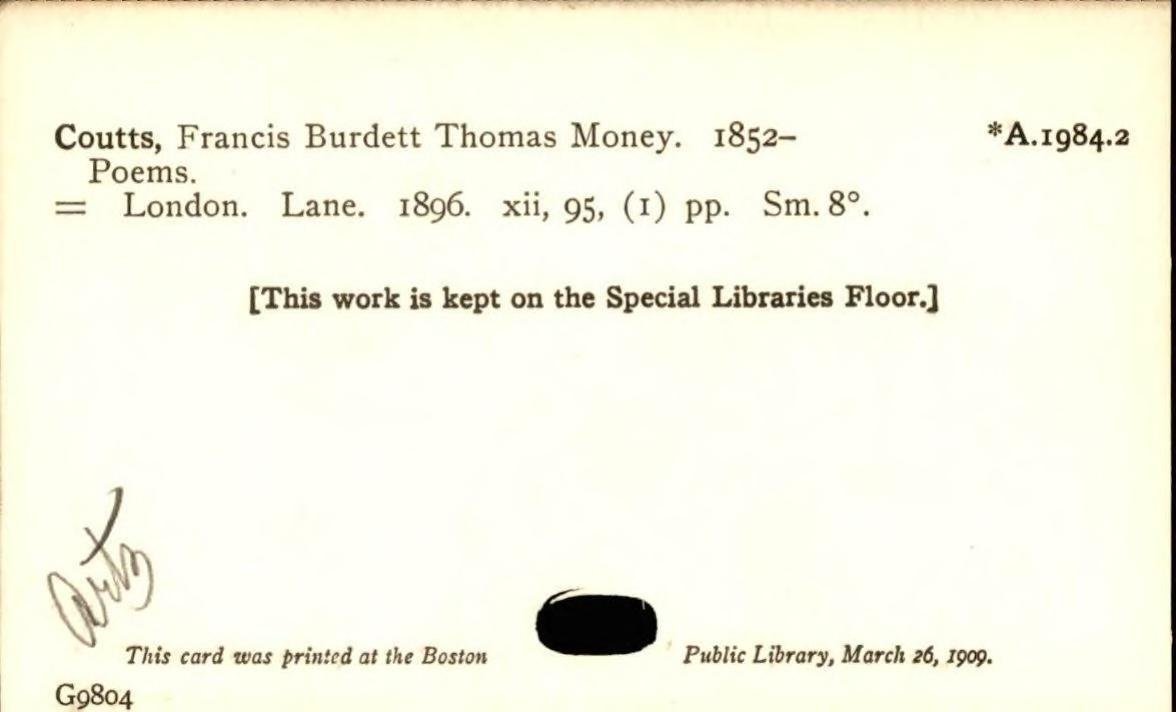 Coutts, Francis Burdett Thomas Money. 1852– *A.1984.2
Poems.
= London. Lane. 1896. xii, 95, (1) pp. Sm. 8°.
[This work is kept on the Special Libraries Floor.]
Artz
This card was printed at the Boston Public Library, March 26, 1909.
G9804